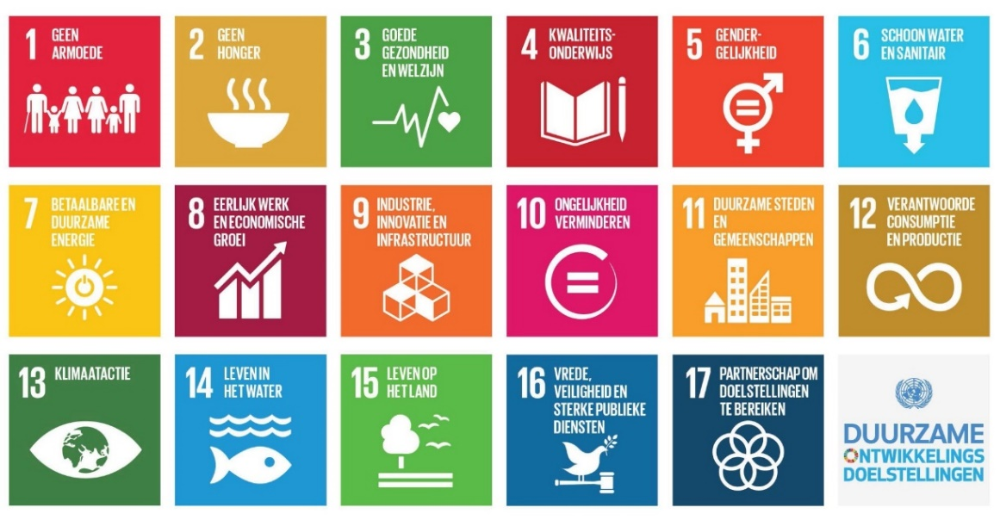 1 GEEN
ARMOEDE
2 GEEN
HONGER
3 GOEDE
GEZONDHEID
EN WELZIJN
4 KWALITEITS-
ONDERWIJS
5 GENDER-
GELIJKHEID
6 SCHOON WATER
EN SANITAIR
7 BETAALBARE EN
DUURZAME
ENERGIE
8 EERLIJK WERK
EN ECONOMISCHE
GROEI
9 INDUSTRIE,
INNOVATIE EN
INFRASTRUCTUUR
10 ONGELIJKHEID
VERMINDEREN
11 DUURZAME STEDEN
EN
GEMEENSCHAPPEN
12 VERANTWOORDE
CONSUMPTIE
EN PRODUCTIE
13 KLIMAATACTIE
14 LEVEN IN
HET WATER
15 LEVEN OP
HET LAND
16 VREDE,
VEILIGHEID EN
STERKE PUBLIEKE
DIENSTEN
17 PARTNERSCHAP OM
DOELSTELLINGEN
TE BEREIKEN
DUURZAME
ONTWIKKELINGS
DOELSTELLINGEN